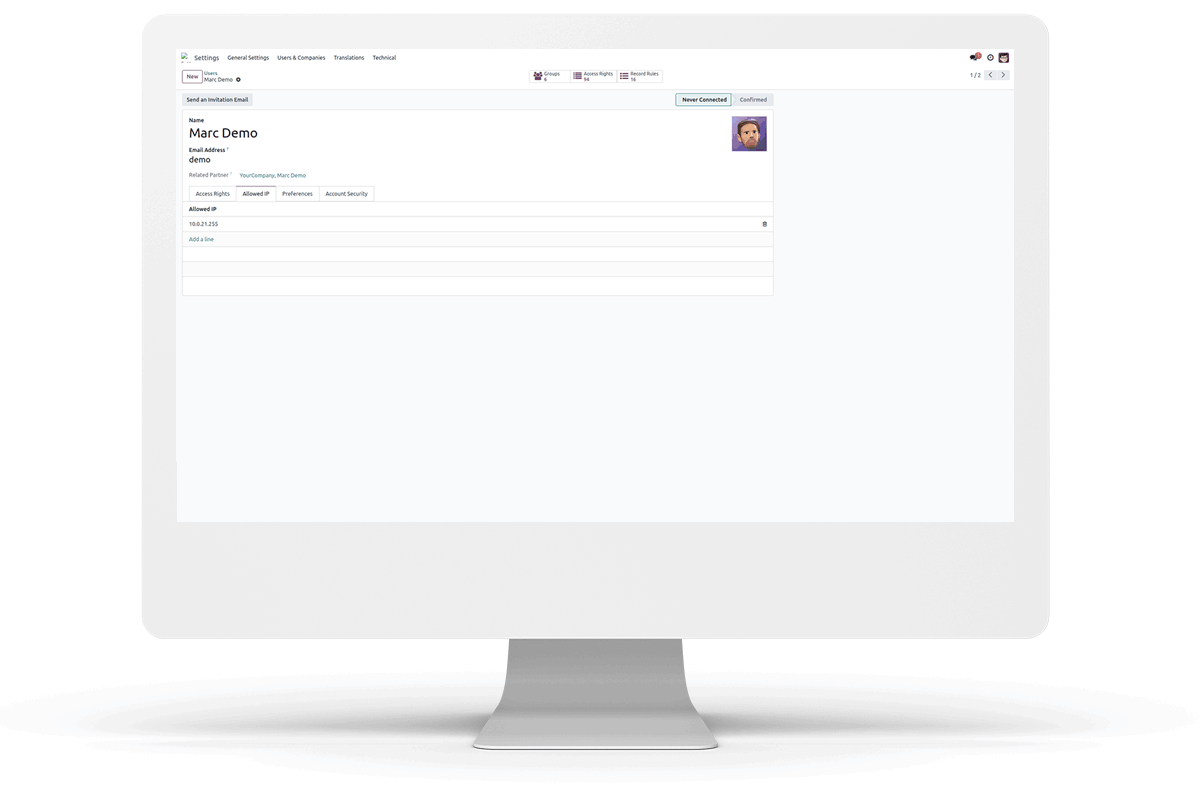 Settings General Settings Users & Companies Translations Technical
New Users Groups Access Rights Record Rules 1 / 2
Marc Demo 6 94 16
Send an Invitation Email Never Connected Confirmed
Name
Marc Demo
Email Address ?
demo
Related Partner ? YourCompany, Marc Demo
Access Rights Allowed IP Preferences Account Security
Allowed IP
10.0.21.255
Add a line